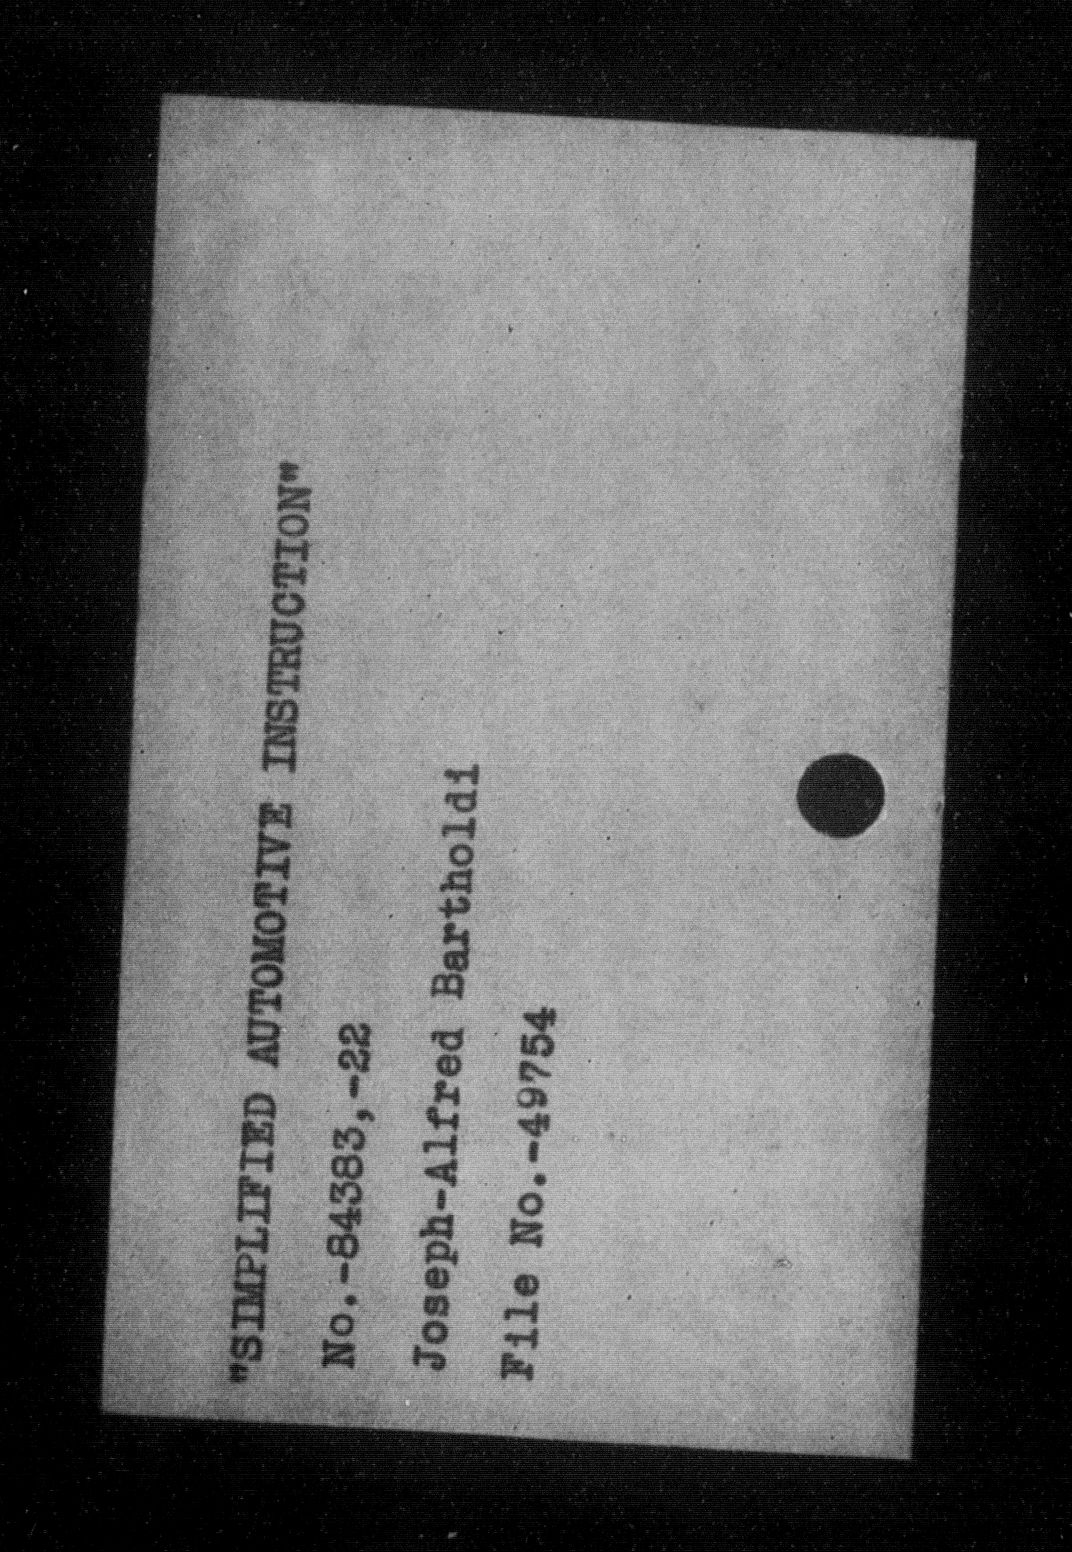 "SIMPLIFIED AUTOMOTIVE INSTRUCTION"
No.-84383,-22
Joseph-Alfred Bartholdi
File No.-49754